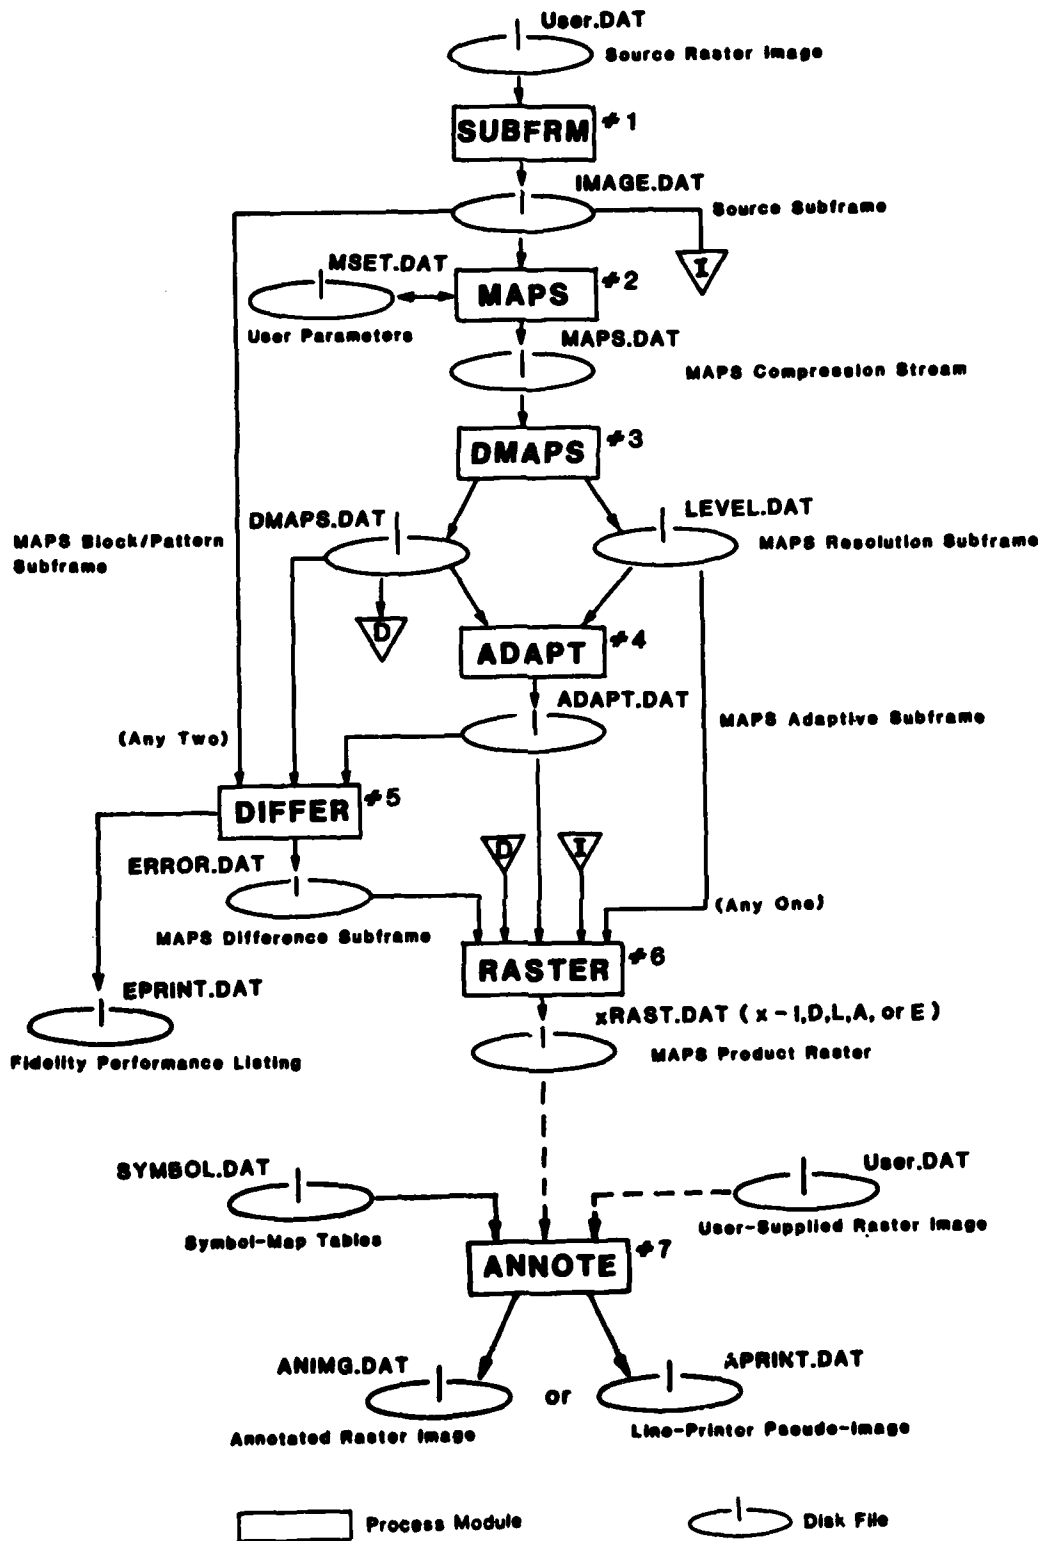 User.DAT
Source Raster Image
SUBFRM #1
IMAGE.DAT
Source Subframe
I
MSET.DAT
MAPS #2
User Parameters
MAPS.DAT
MAPS Compression Stream
DMAPS #3
DMAPS.DAT
LEVEL.DAT
MAPS Block/Pattern
Subframe
MAPS Resolution Subframe
D
ADAPT #4
ADAPT.DAT
MAPS Adaptive Subframe
(Any Two)
DIFFER #5
D
I
ERROR.DAT
(Any One)
MAPS Difference Subframe
RASTER #6
EPRINT.DAT
xRAST.DAT ( x - I,D,L,A, or E )
MAPS Product Raster
Fidelity Performance Listing
SYMBOL.DAT
User.DAT
Symbol-Map Tables
User-Supplied Raster Image
ANNOTE #7
ANIMG.DAT
or
APRINT.DAT
Annotated Raster Image
Line-Printer Pseudo-Image
Process Module
Disk File